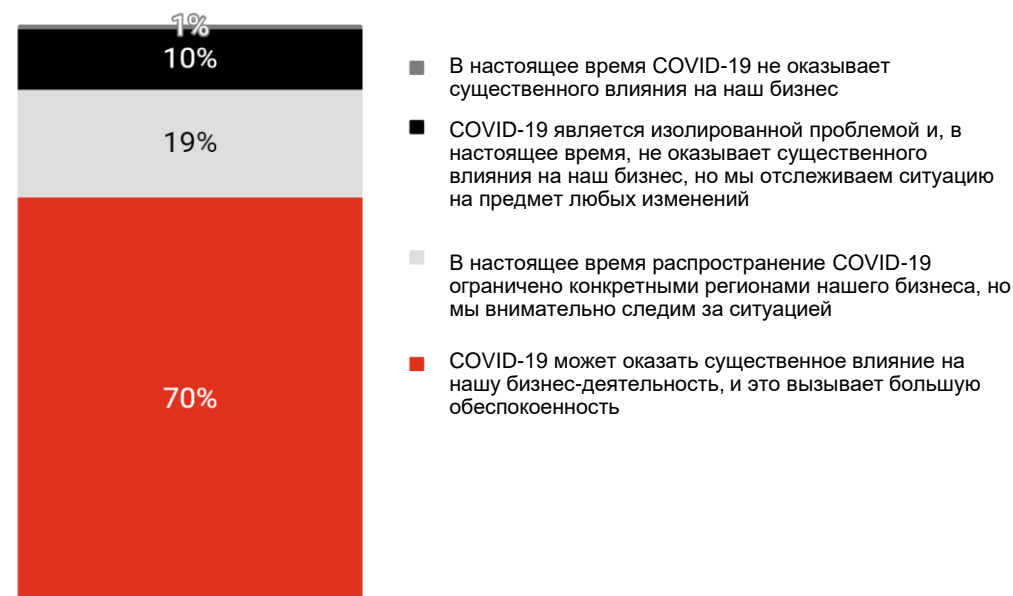 1%
10%
19%
70%
В настоящее время COVID-19 не оказывает
существенного влияния на наш бизнес
COVID-19 является изолированной проблемой и, в
настоящее время, не оказывает существенного
влияния на наш бизнес, но мы отслеживаем ситуацию
на предмет любых изменений
В настоящее время распространение COVID-19
ограничено конкретными регионами нашего бизнеса, но
мы внимательно следим за ситуацией
COVID-19 может оказать существенное влияние на
нашу бизнес-деятельность, и это вызывает большую
обеспокоенность